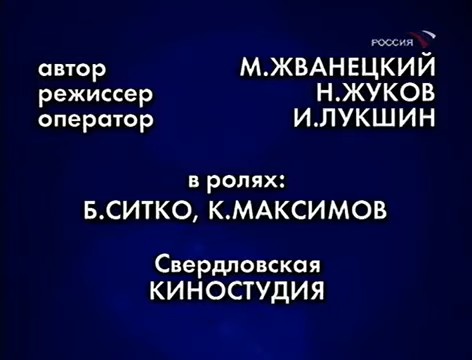 РОССИЯ
автор М.ЖВАНЕЦКИЙ
режиссер Н.ЖУКОВ
оператор И.ЛУКШИН
в ролях:
Б.СИТКО, К.МАКСИМОВ
Свердловская
КИНОСТУДИЯ